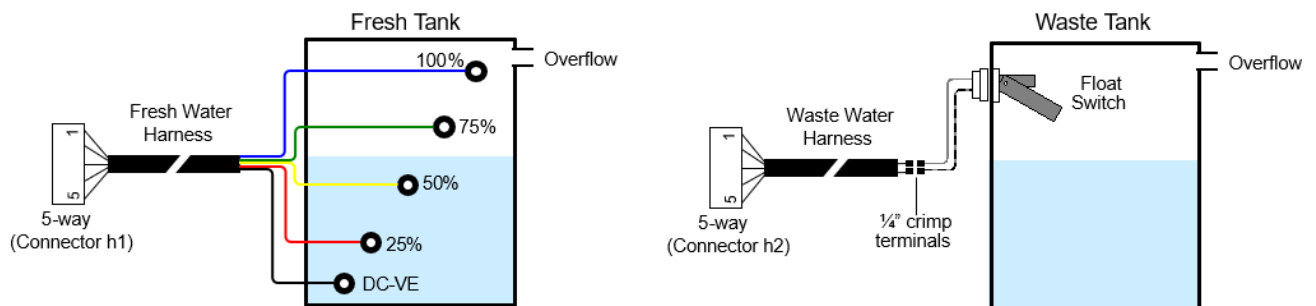 Fresh Tank
100%
Overflow
75%
Fresh Water
Harness
1
5
50%
25%
DC-VE
5-way
(Connector h1)
Waste Tank
Overflow
Float
Switch
Waste Water
Harness
1
5
¼" crimp
terminals
5-way
(Connector h2)